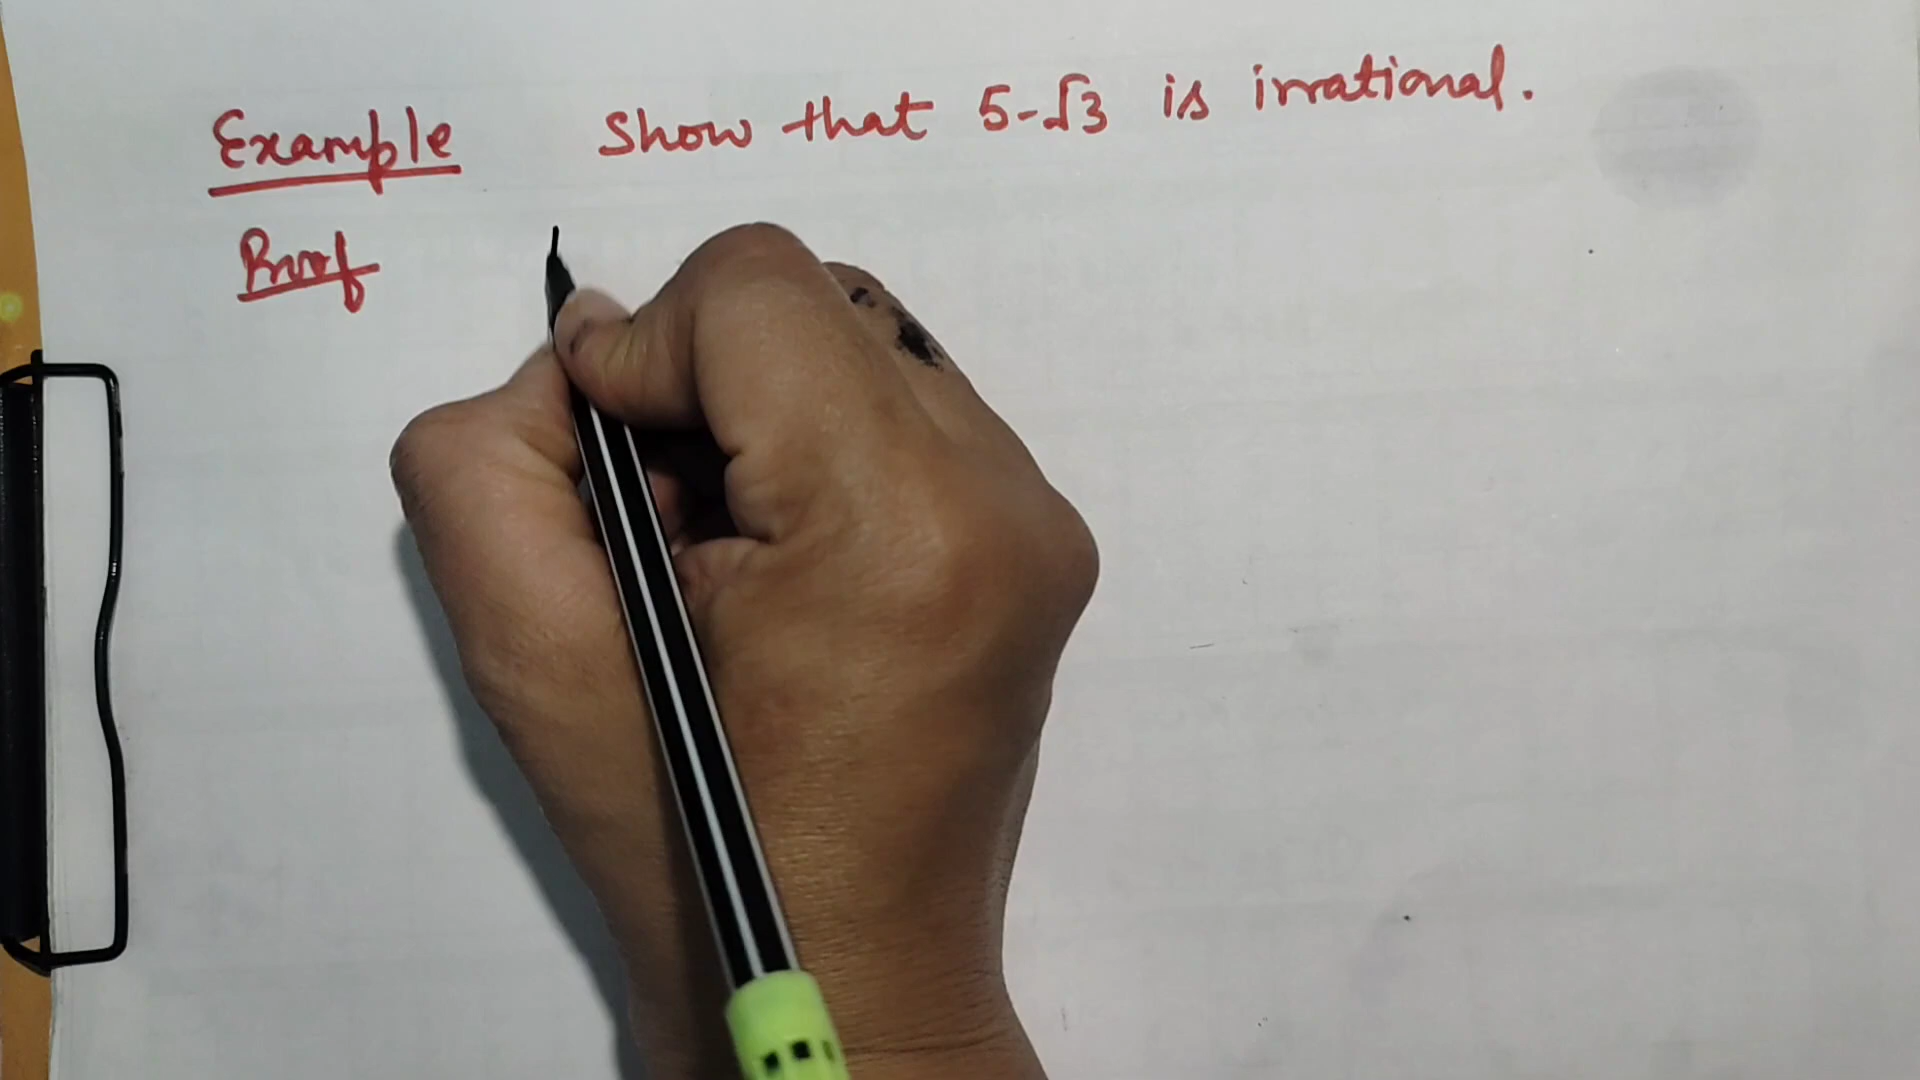 Example Show that 5-√3 is irrational.
Proof